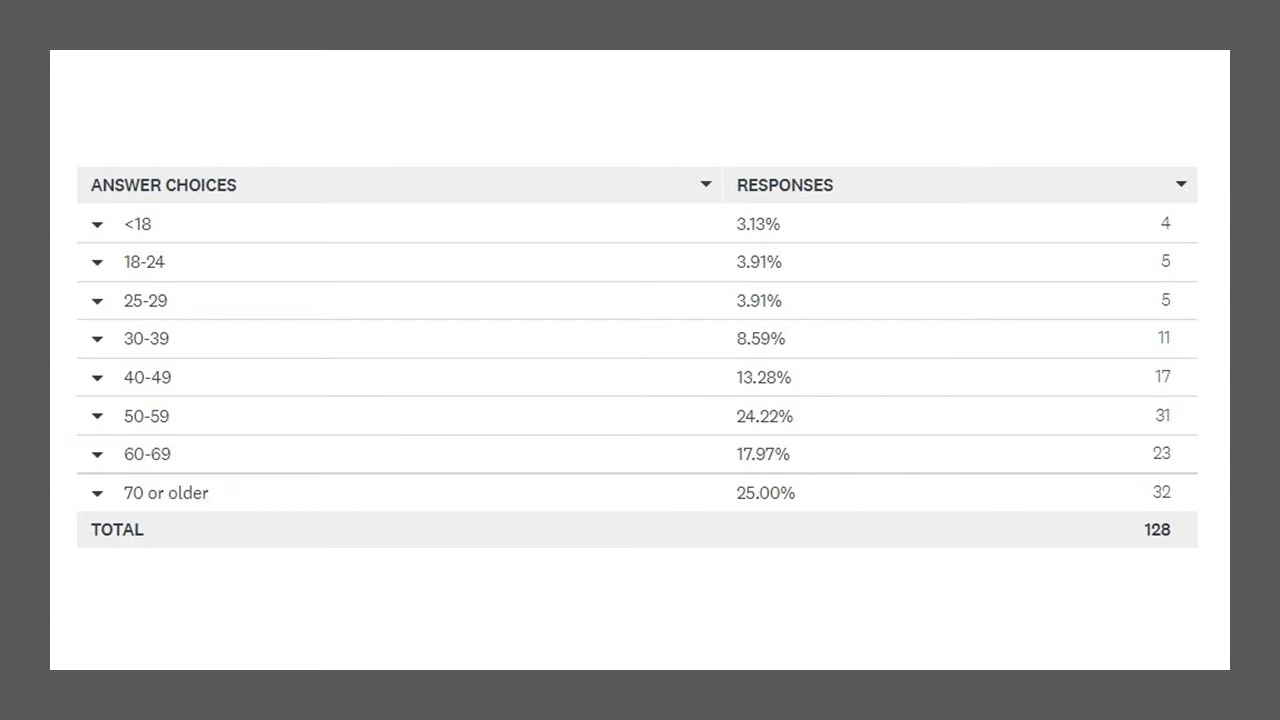 ANSWER CHOICES RESPONSES
<18 3.13% 4
18-24 3.91% 5
25-29 3.91% 5
30-39 8.59% 11
40-49 13.28% 17
50-59 24.22% 31
60-69 17.97% 23
70 or older 25.00% 32
TOTAL 128